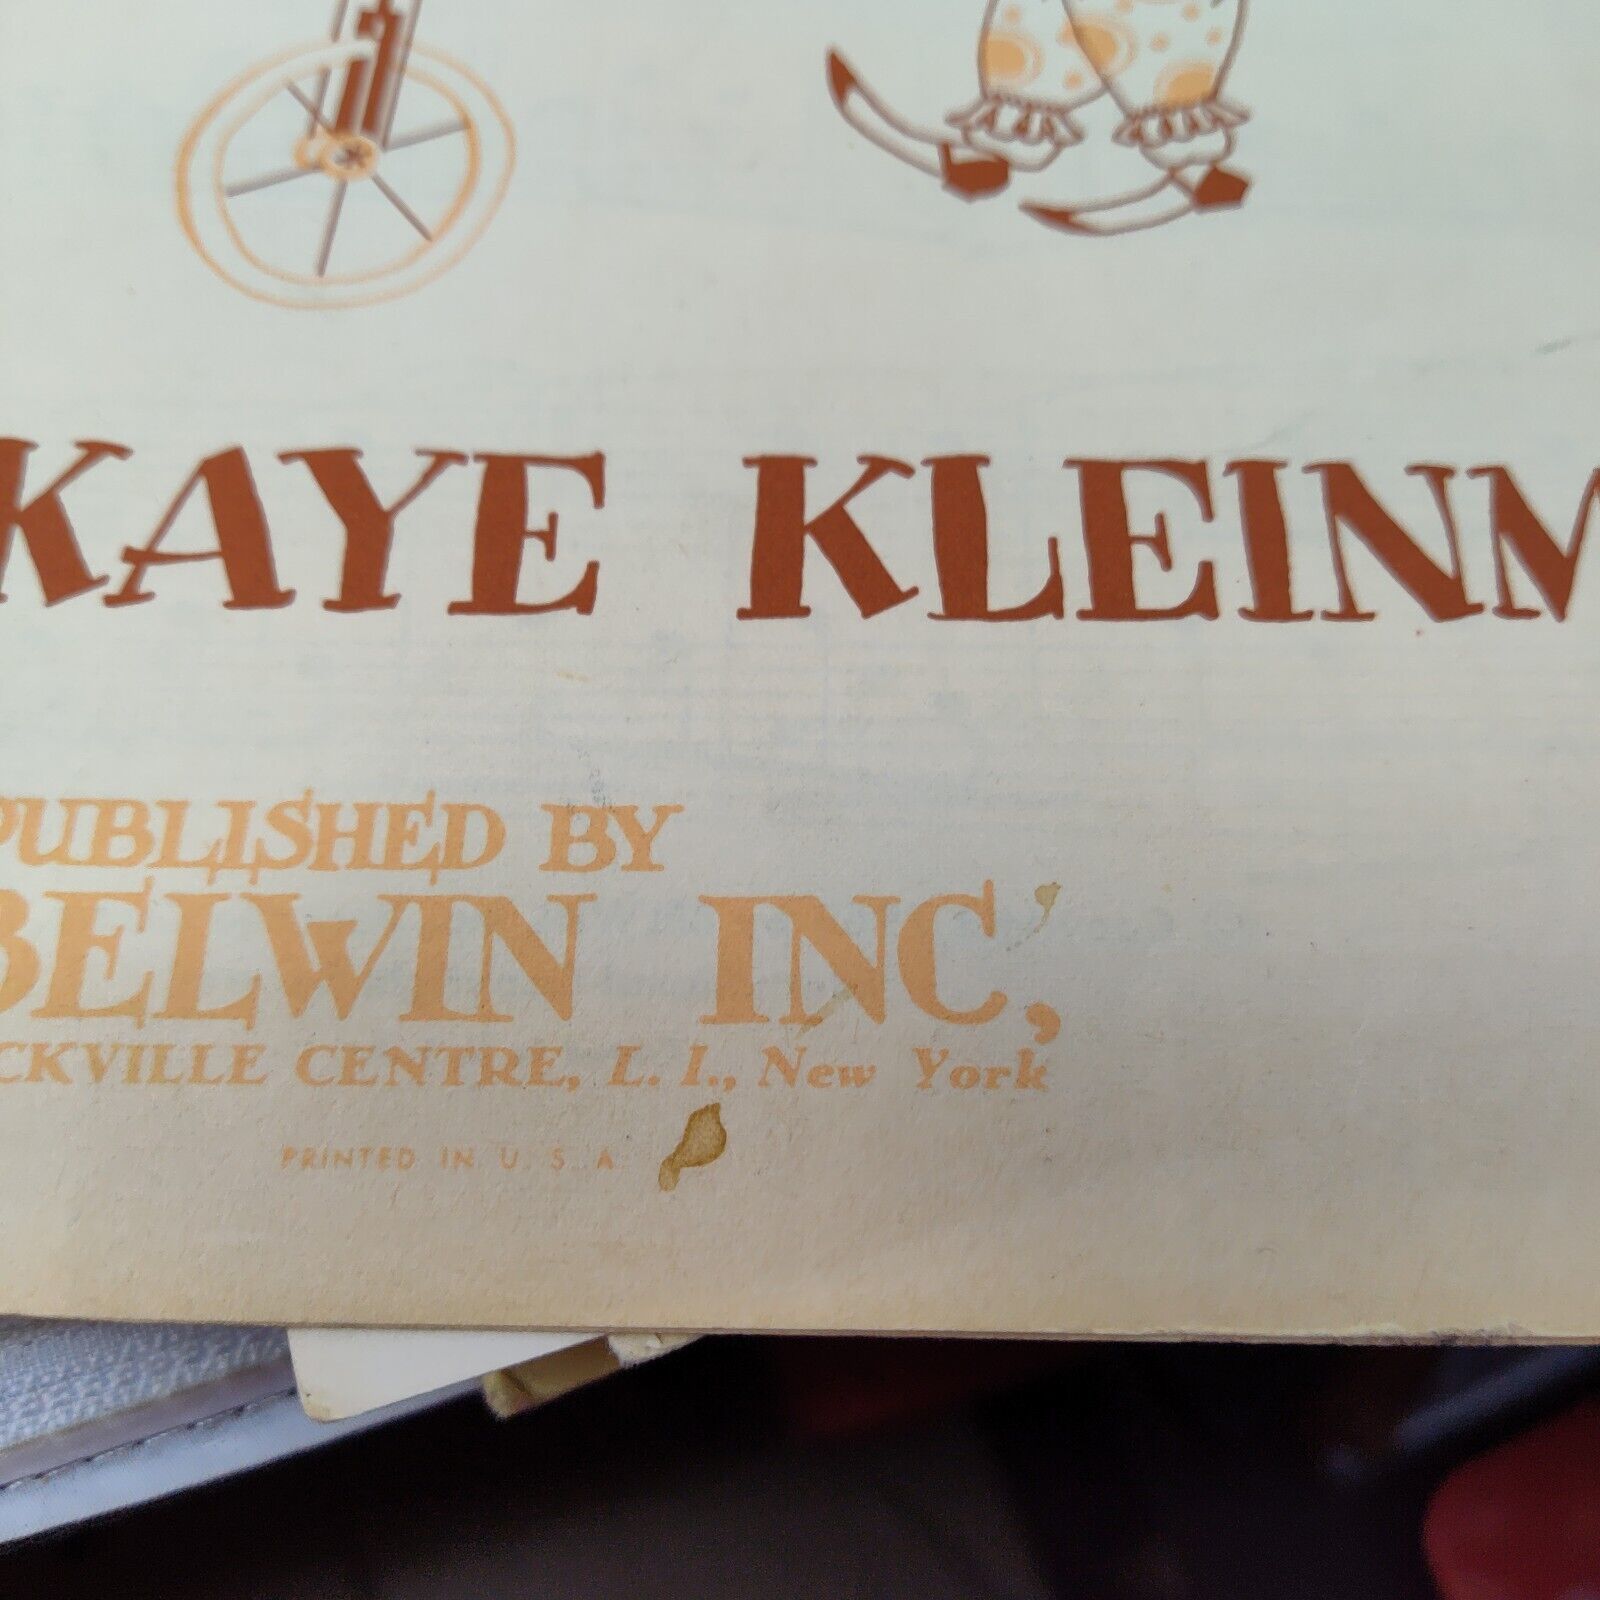 KAYE KLEINM
PUBLISHED BY
BELWIN INC,
CKVILLE CENTRE, L. I., New York
PRINTED IN U. S. A